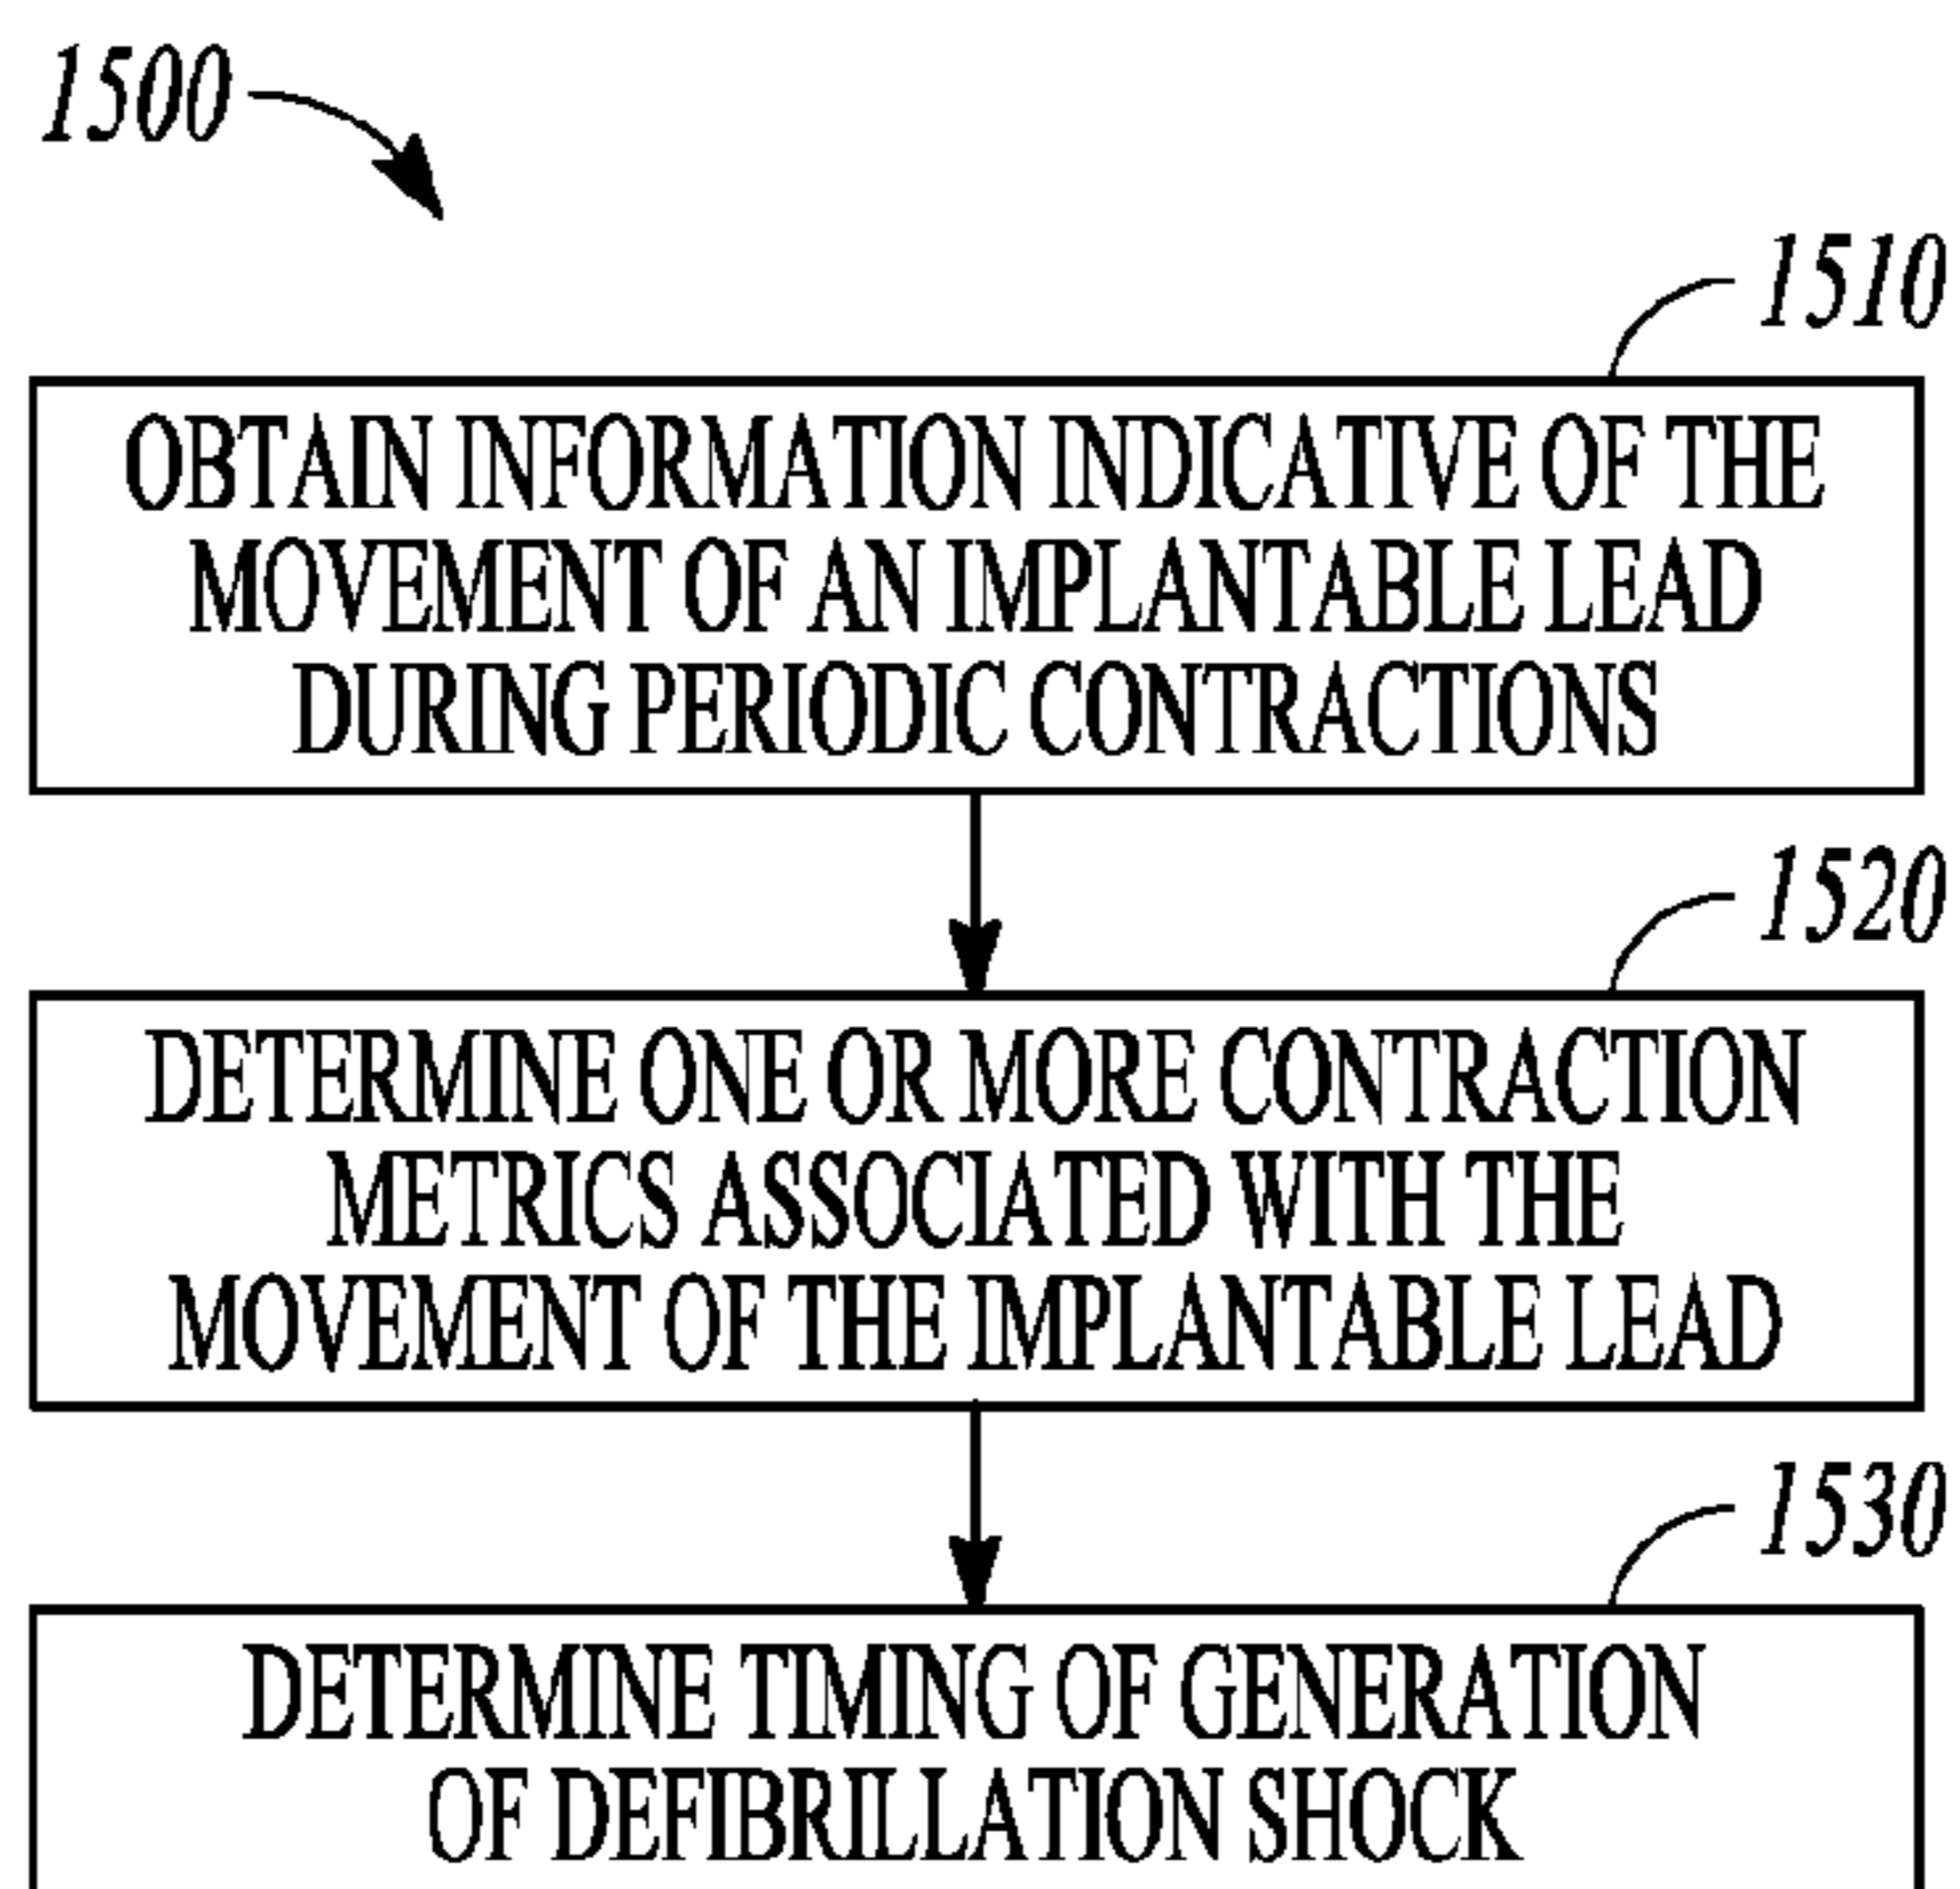 1500
1510
OBTAIN INFORMATION INDICATIVE OF THE
MOVEMENT OF AN IMPLANTABLE LEAD
DURING PERIODIC CONTRACTIONS
1520
DETERMINE ONE OR MORE CONTRACTION
METRICS ASSOCIATED WITH THE
MOVEMENT OF THE IMPLANTABLE LEAD
1530
DETERMINE TIMING OF GENERATION
OF DEFIBRILLATION SHOCK